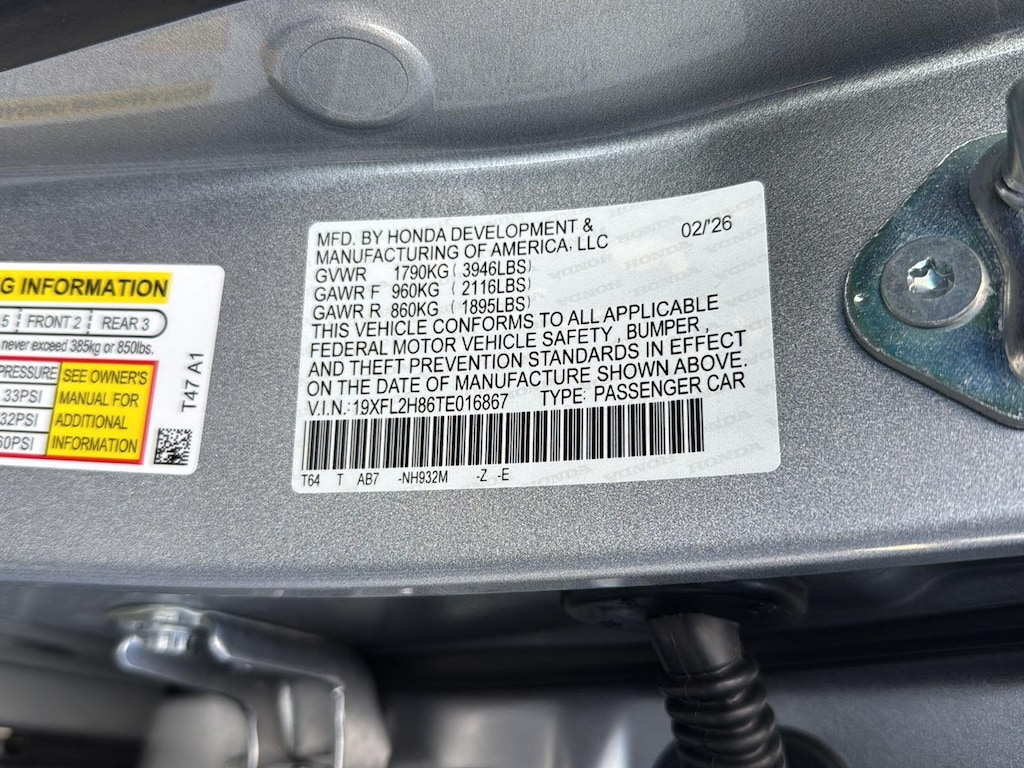 G INFORMATION
5 FRONT 2 REAR 3
never exceed 385kg or 850lbs.
PRESSURE SEE OWNER'S
33PSI MANUAL FOR
32PSI ADDITIONAL
60PSI INFORMATION
T47 A1
MFD. BY HONDA DEVELOPMENT & 02/'26
MANUFACTURING OF AMERICA, LLC
GVWR 1790KG ( 3946LBS)
GAWR F 960KG ( 2116LBS)
GAWR R 860KG ( 1895LBS)
THIS VEHICLE CONFORMS TO ALL APPLICABLE
FEDERAL MOTOR VEHICLE SAFETY, BUMPER,
AND THEFT PREVENTION STANDARDS IN EFFECT
ON THE DATE OF MANUFACTURE SHOWN ABOVE.
V.I.N.:19XFL2H86TE016867 TYPE: PASSENGER CAR
T64 T AB7 -NH932M -Z -E